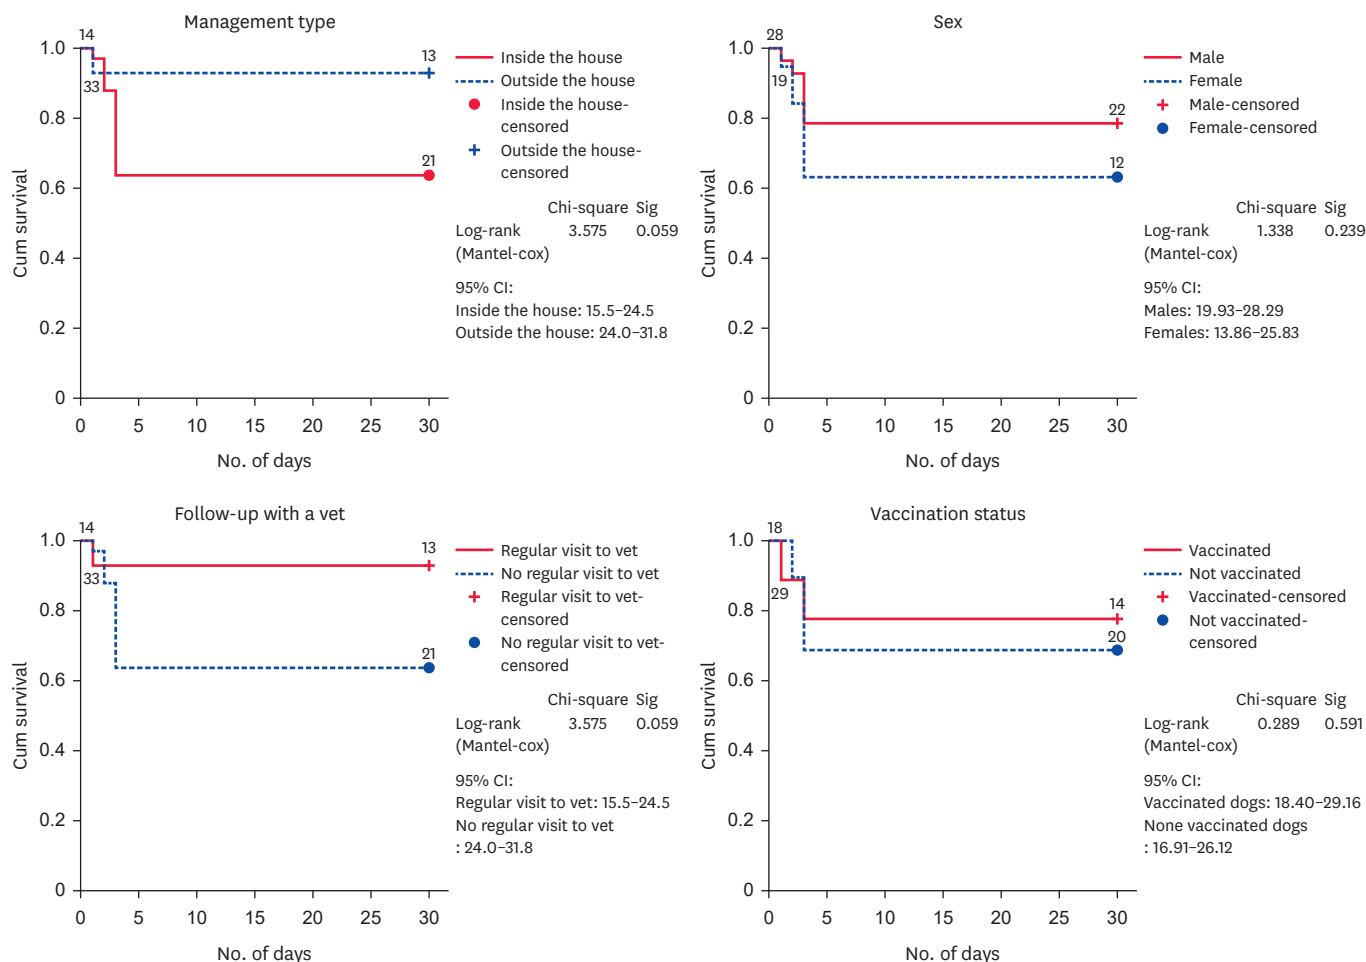 Management type
14
1.0
0.8
0.6
0.4
0.2
0
33
13
21
0 5 10 15 20 25 30
Cum survival
No. of days
Inside the house
Outside the house
Inside the house-
censored
Outside the house-
censored
Chi-square Sig
Log-rank 3.575 0.059
(Mantel-cox)
95% CI:
Inside the house: 15.5–24.5
Outside the house: 24.0–31.8
Sex
28
1.0
0.8
0.6
0.4
0.2
0
19
22
12
0 5 10 15 20 25 30
Cum survival
No. of days
Male
Female
Male-censored
Female-censored
Chi-square Sig
Log-rank 1.338 0.239
(Mantel-cox)
95% CI:
Males: 19.93–28.29
Females: 13.86–25.83
Follow-up with a vet
14
1.0
0.8
0.6
0.4
0.2
0
33
13
21
0 5 10 15 20 25 30
Cum survival
No. of days
Regular visit to vet
No regular visit to vet
Regular visit to vet-
censored
No regular visit to vet-
censored
Chi-square Sig
Log-rank 3.575 0.059
(Mantel-cox)
95% CI:
Regular visit to vet: 15.5–24.5
No regular visit to vet
: 24.0–31.8
Vaccination status
18
1.0
0.8
0.6
0.4
0.2
0
29
14
20
0 5 10 15 20 25 30
Cum survival
No. of days
Vaccinated
Not vaccinated
Vaccinated-censored
Not vaccinated-
censored
Chi-square Sig
Log-rank 0.289 0.591
(Mantel-cox)
95% CI:
Vaccinated dogs: 18.40–29.16
None vaccinated dogs
: 16.91–26.12